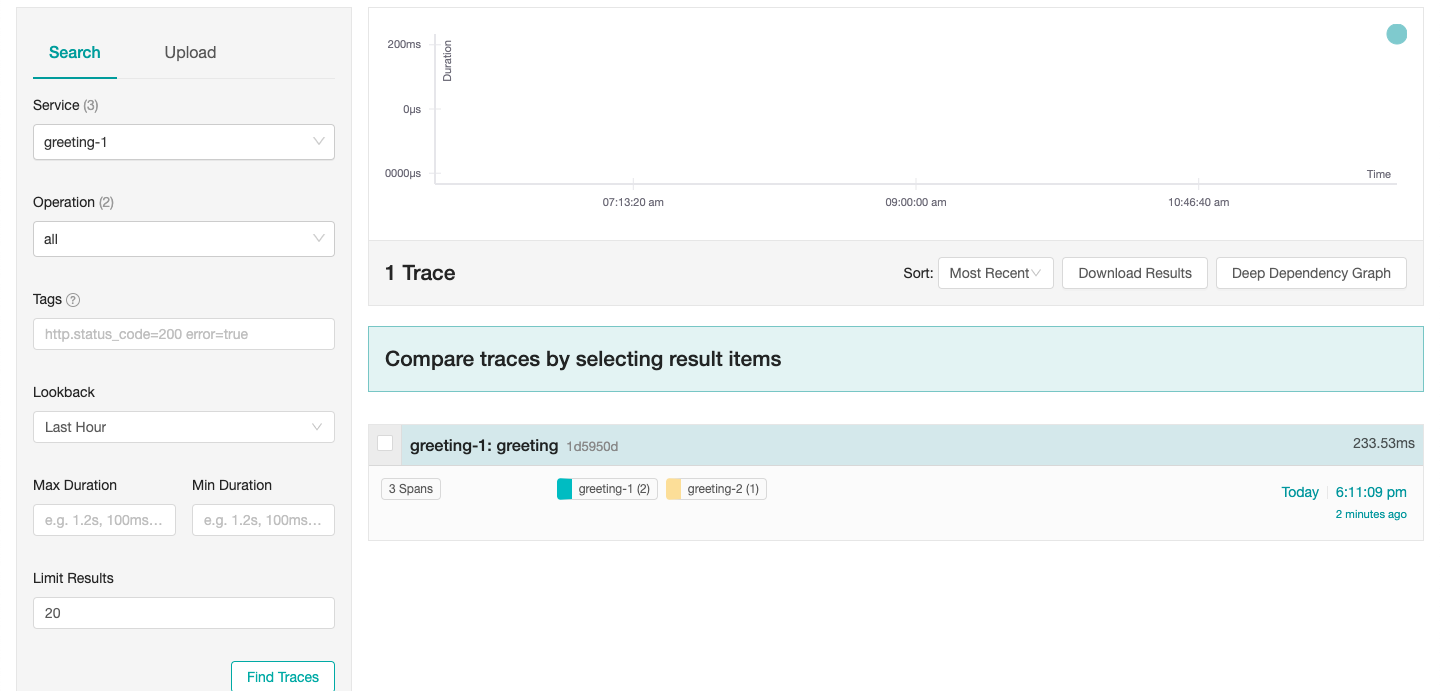 Search Upload
Service (3)
greeting-1
Operation (2)
all
Tags ?
http.status_code=200 error=true
Lookback
Last Hour
Max Duration Min Duration
e.g. 1.2s, 100ms... e.g. 1.2s, 100ms...
Limit Results
20
Find Traces
200ms
Duration
0μs
0000μs
Time
07:13:20 am 09:00:00 am 10:46:40 am
1 Trace
Sort: Most Recent Download Results Deep Dependency Graph
Compare traces by selecting result items
greeting-1: greeting 1d5950d 233.53ms
3 Spans greeting-1 (2) greeting-2 (1) Today 6:11:09 pm
2 minutes ago